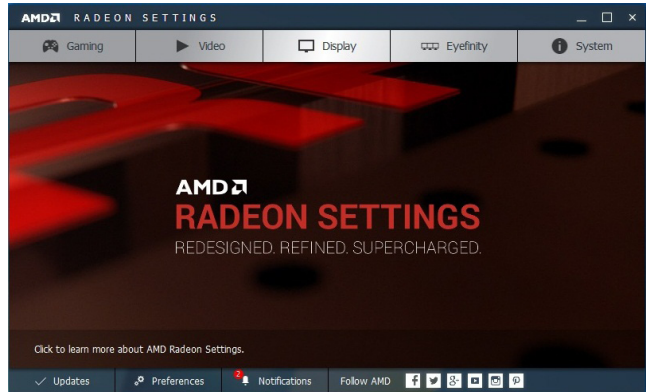 AMD RADEON SETTINGS
Gaming Video Display Eyefinity System
AMD
RADEON SETTINGS
REDESIGNED. REFINED. SUPERCHARGED.
Click to learn more about AMD Radeon Settings.
Updates Preferences 2 Notifications Follow AMD